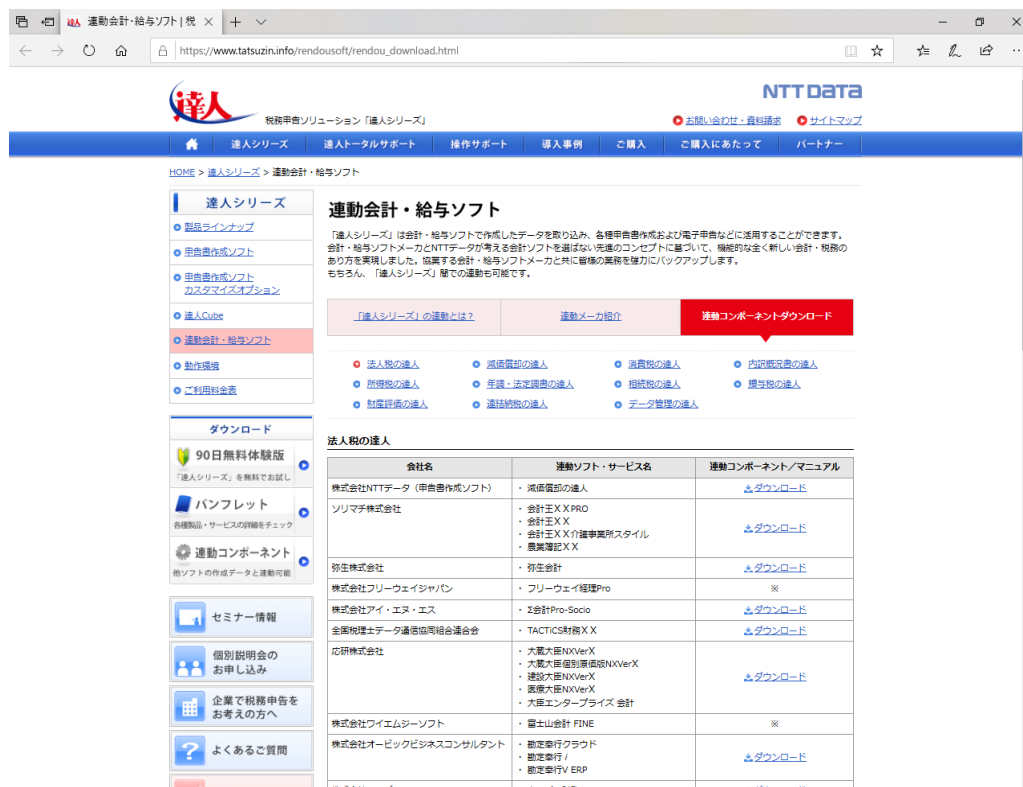 達人 連動会計・給与ソフト | 税
https://www.tatsuzin.info/rendousoft/rendou_download.html
達人
税務申告ソリューション「達人シリーズ」
NTT DATA
お問い合わせ・資料請求 サイトマップ
達人シリーズ 達人トータルサポート 操作サポート 導入事例 ご購入 ご購入にあたって パートナー
HOME > 達人シリーズ > 連動会計・給与ソフト
達人シリーズ
製品ラインナップ
申告書作成ソフト
申告書作成ソフト
カスタマイズオプション
達人Cube
連動会計・給与ソフト
動作環境
ご利用料金表
ダウンロード
90日無料体験版
「達人シリーズ」を無料でお試し
パンフレット
各種製品・サービスの詳細をチェック
連動コンポーネント
他ソフトの作成データと連動可能
セミナー情報
個別説明会の
お申し込み
企業で税務申告を
お考えの方へ
よくあるご質問
連動会計・給与ソフト
「達人シリーズ」は会計・給与ソフトで作成したデータを取り込み、各種申告書作成および電子申告などに活用することができます。
会計・給与ソフトメーカとNTTデータが考える会計ソフトを選ばない先進のコンセプトに基づいて、機能的な全く新しい会計・税務の
あり方を実現しました。協業する会計・給与ソフトメーカと共に皆様の業務を強力にバックアップします。
もちろん、「達人シリーズ」間での連動も可能です。
「達人シリーズ」の連動とは? 連動メーカ紹介 連動コンポーネントダウンロード
法人税の達人 減価償却の達人 消費税の達人 内訳概況書の達人
所得税の達人 年調・法定調書の達人 相続税の達人 贈与税の達人
財産評価の達人 連結納税の達人 データ管理の達人
法人税の達人
会社名 連動ソフト・サービス名 連動コンポーネント/マニュアル
株式会社NTTデータ(申告書作成ソフト) ・ 減価償却の達人 ダウンロード
ソリマチ株式会社 ・ 会計王XXPRO
・ 会計王XX
・ 会計王XX介護事業所スタイル
・ 農業簿記XX
ダウンロード
弥生株式会社 ・ 弥生会計 ダウンロード
株式会社フリーウェイジャパン ・ フリーウェイ経理Pro ※
株式会社アイ・エヌ・エス ・ Σ会計Pro-Socio ダウンロード
全国税理士データ通信協同組合連合会 ・ TACTiCS財務XX ダウンロード
応研株式会社 ・ 大蔵大臣NXVerX
・ 大蔵大臣個別原価版NXVerX
・ 建設大臣NXVerX
・ 医療大臣NXVerX
・ 大臣エンタープライズ 会計
ダウンロード
株式会社ワイエムジーソフト ・ 富士山会計 FINE ※
株式会社オービックビジネスコンサルタント ・ 勘定奉行クラウド
・ 勘定奉行 i
・ 勘定奉行V ERP
ダウンロード